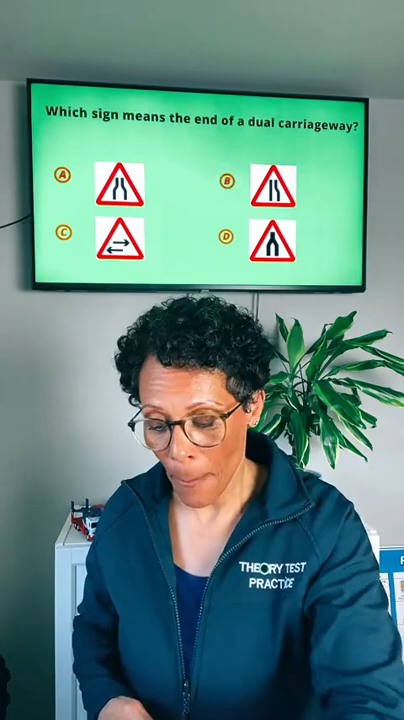 Which sign means the end of a dual carriageway?
A
B
C
D
THEORY TEST
PRACTICE